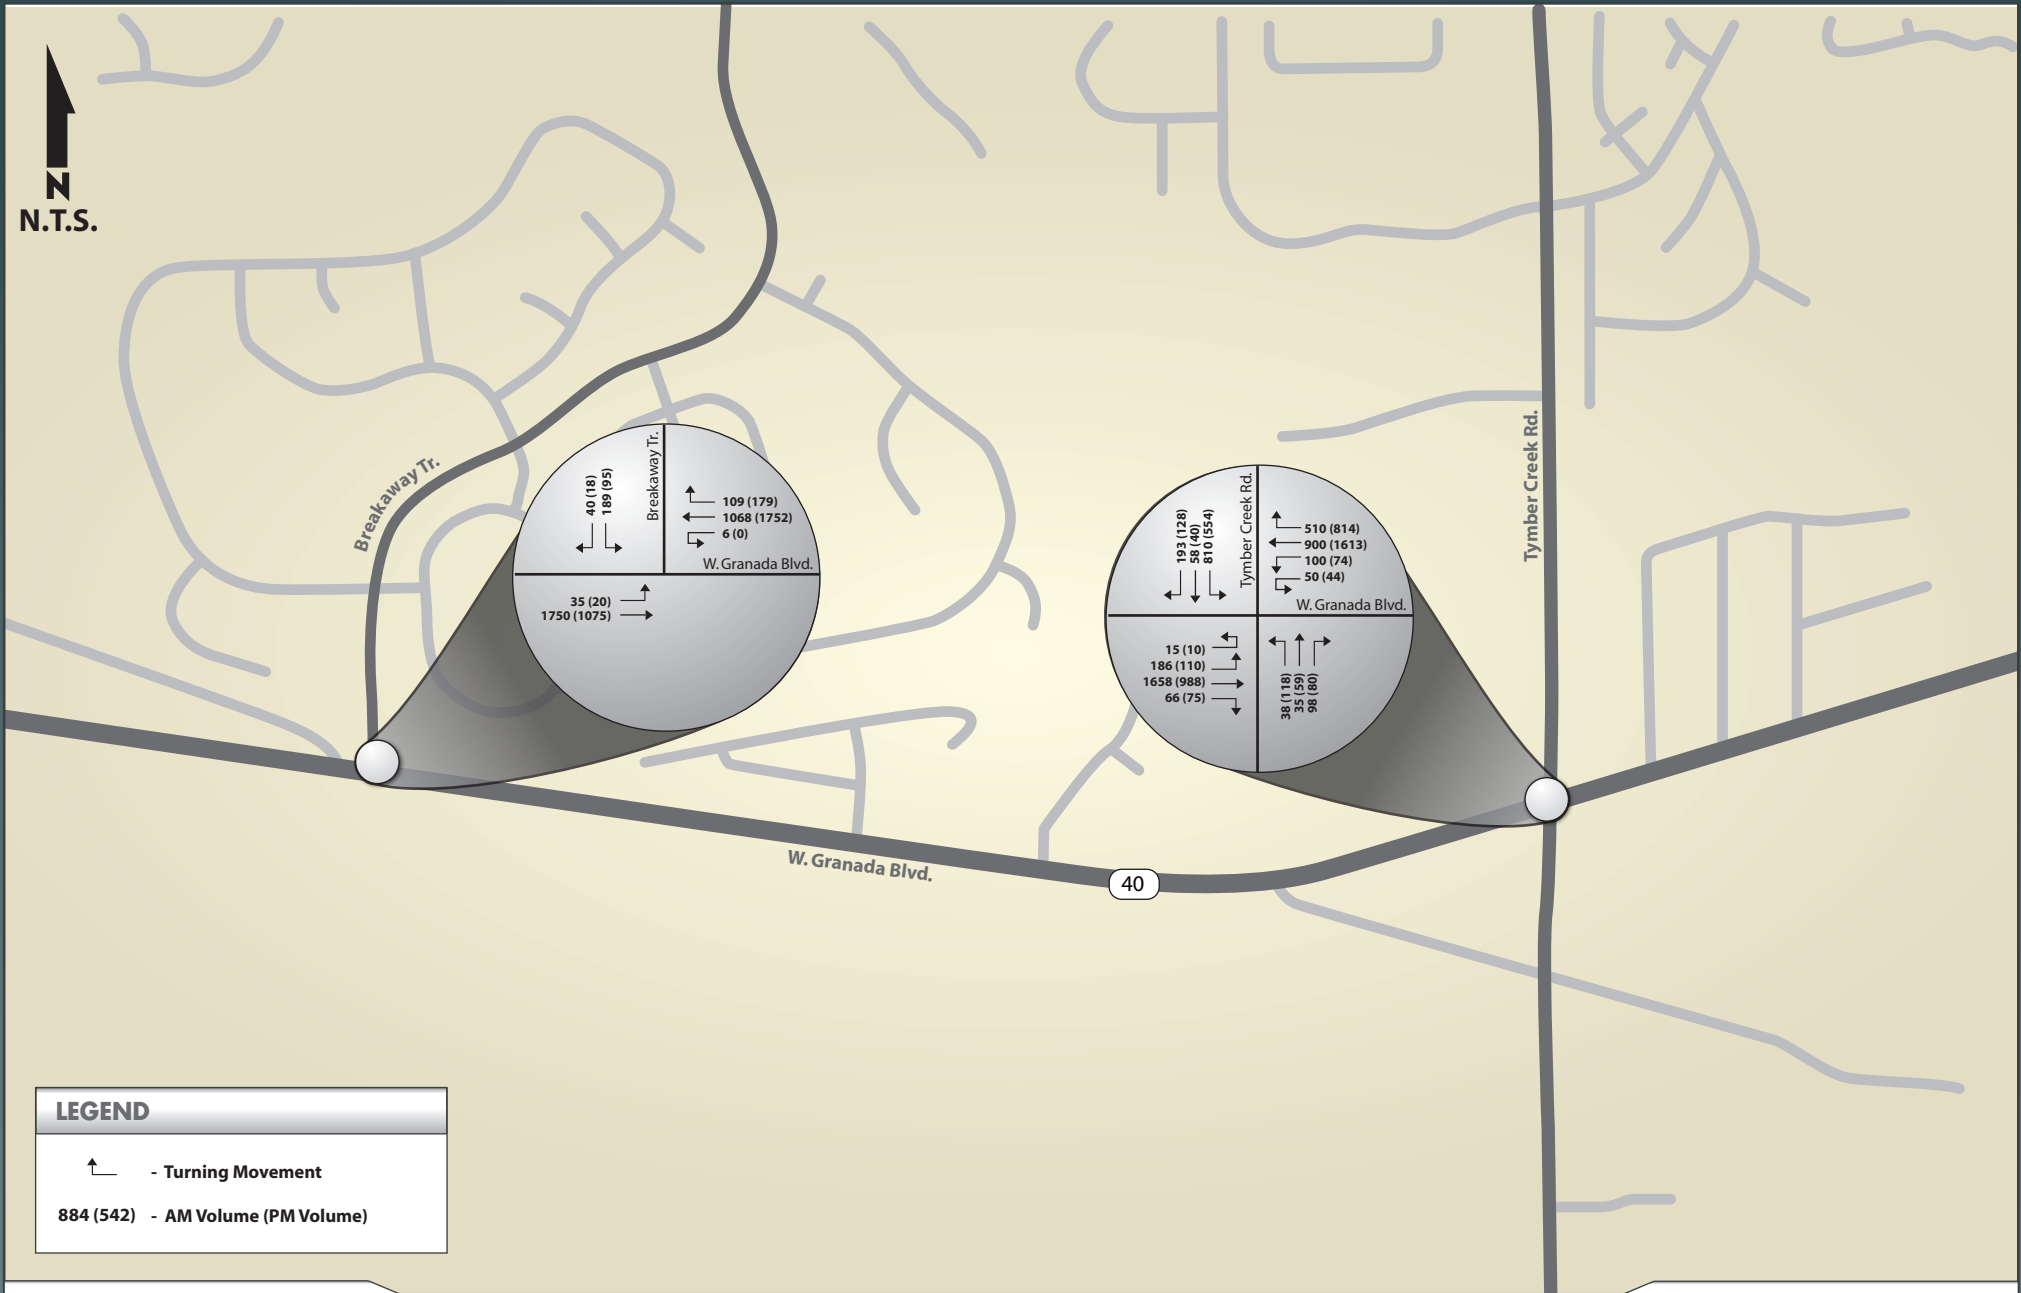 N
N.T.S.
Breakaway Tr.
40 (18)
189 (95)
Breakaway Tr.
109 (179)
1068 (1752)
6 (0)
W. Granada Blvd.
35 (20)
1750 (1075)
193 (128)
58 (40)
810 (554)
Tymber Creek Rd.
510 (814)
900 (1613)
100 (74)
50 (44)
W. Granada Blvd.
15 (10)
186 (110)
1658 (988)
66 (75)
38 (118)
35 (59)
98 (80)
Tymber Creek Rd.
W. Granada Blvd.
40
LEGEND
- Turning Movement
884 (542) - AM Volume (PM Volume)